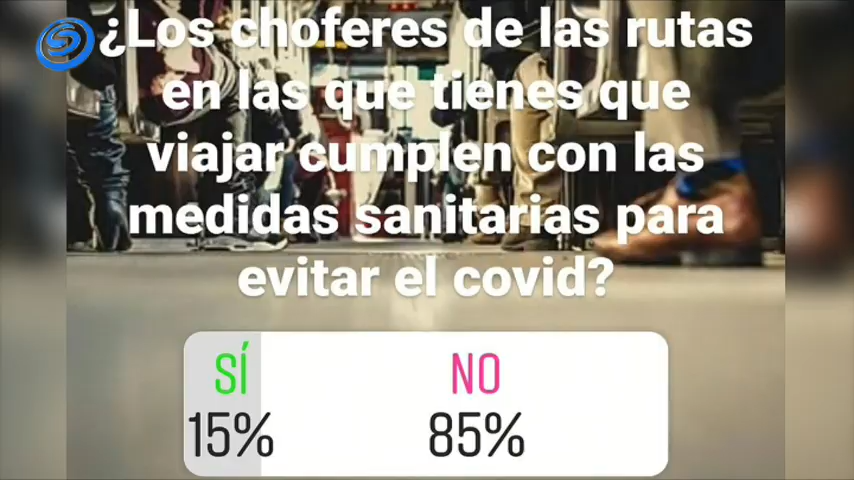 ¿Los choferes de las rutas
en las que tienes que
viajar cumplen con las
medidas sanitarias para
evitar el covid?
SÍ NO
15% 85%